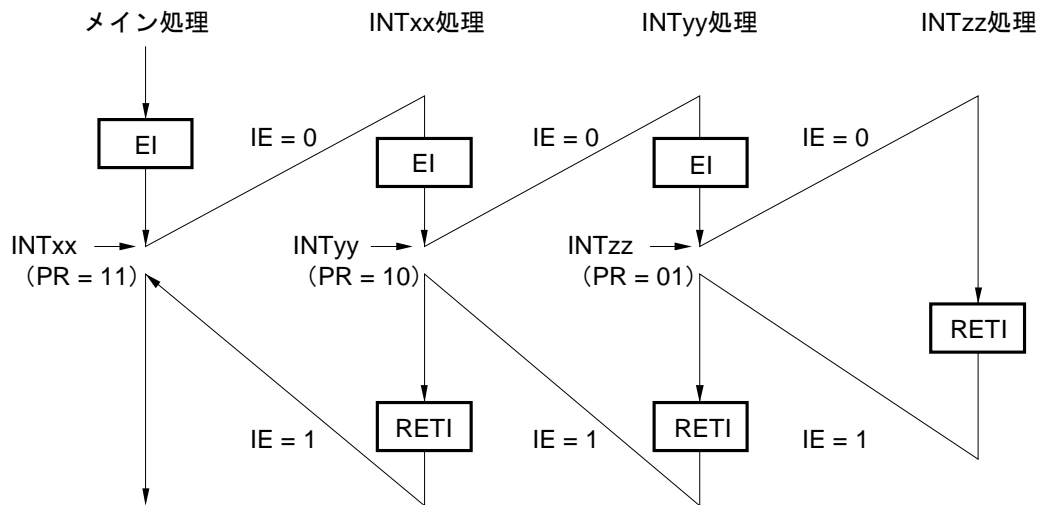 メイン処理
INTxx処理
INTyy処理
INTzz処理
EI
IE = 0
EI
IE = 0
EI
IE = 0
INTxx
（PR = 11）
INTyy
（PR = 10）
INTzz
（PR = 01）
RETI
IE = 1
RETI
IE = 1
RETI
IE = 1